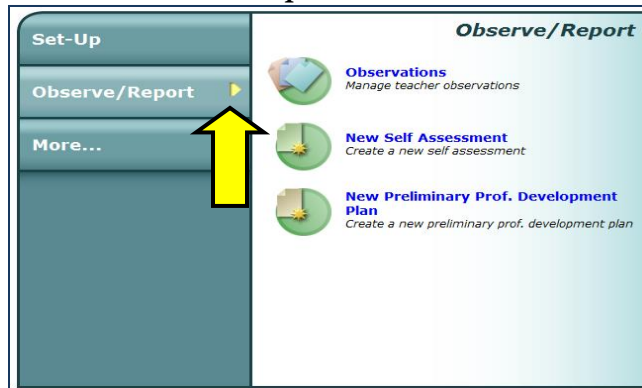 Set-Up
Observe/Report
More...
Observe/Report
Observations
Manage teacher observations
New Self Assessment
Create a new self assessment
New Preliminary Prof. Development
Plan
Create a new preliminary prof. development plan